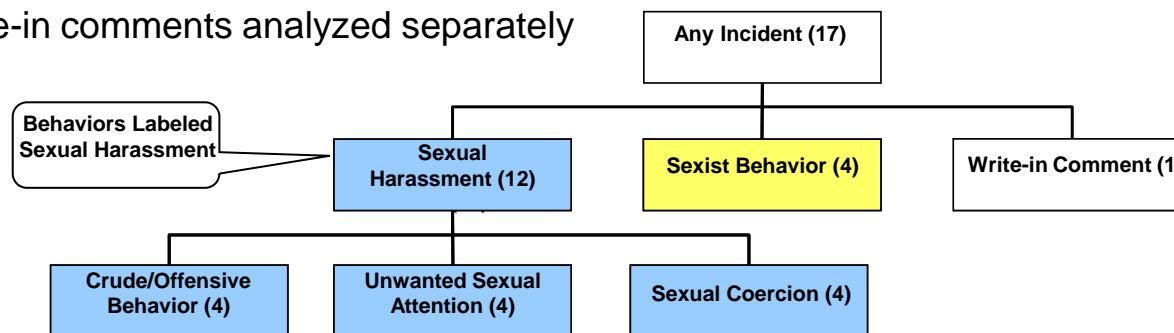 e-in comments analyzed separately
Any Incident (17)
Behaviors Labeled
Sexual Harassment
Sexual
Harassment (12)
Sexist Behavior (4)
Write-in Comment (1
Crude/Offensive
Behavior (4)
Unwanted Sexual
Attention (4)
Sexual Coercion (4)